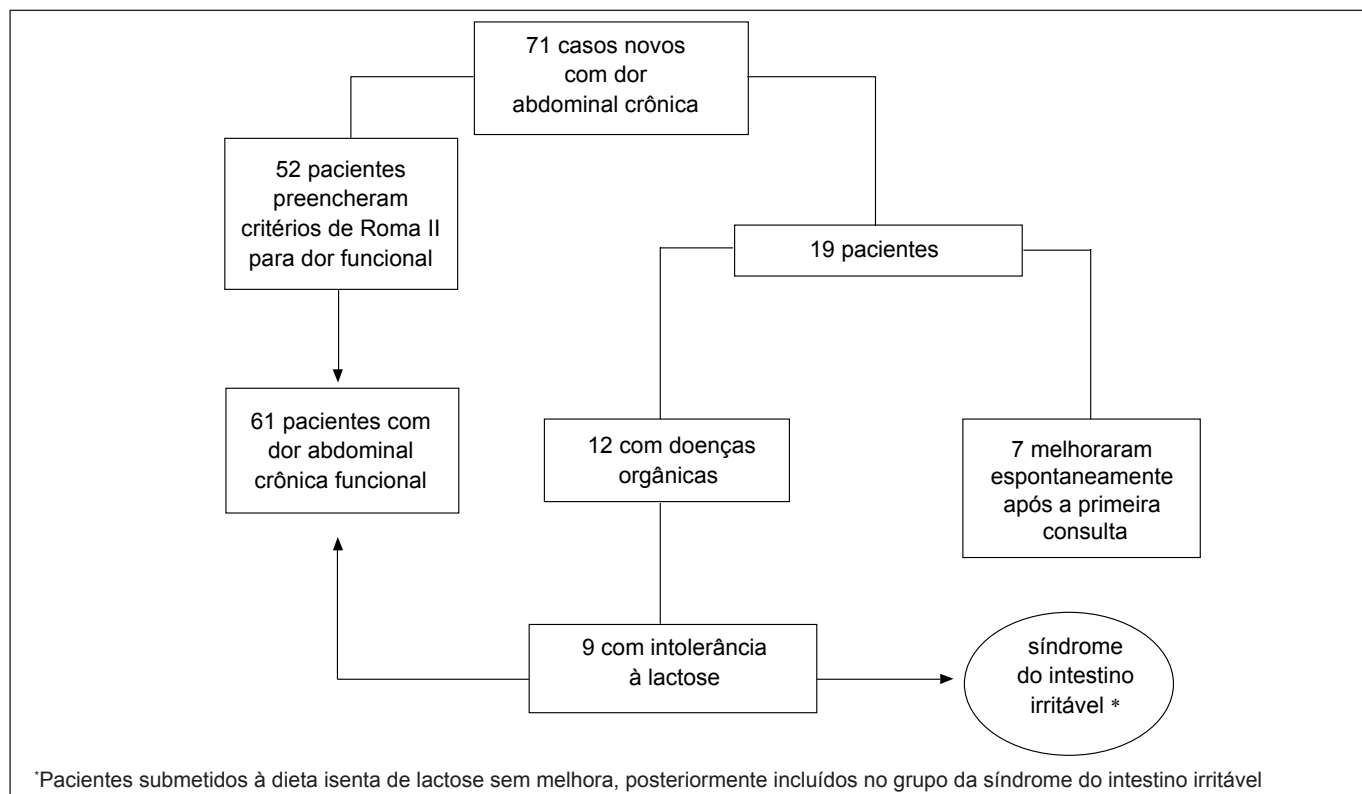 71 casos novos
com dor
abdominal crônica
52 pacientes
preencheram
critérios de Roma II
para dor funcional
19 pacientes
61 pacientes com
dor abdominal
crônica funcional
12 com doenças
orgânicas
7 melhoraram
espontaneamente
após a primeira
consulta
9 com intolerância
à lactose
síndrome
do intestino
irritável *
*Pacientes submetidos à dieta isenta de lactose sem melhora, posteriormente incluídos no grupo da síndrome do intestino irritável